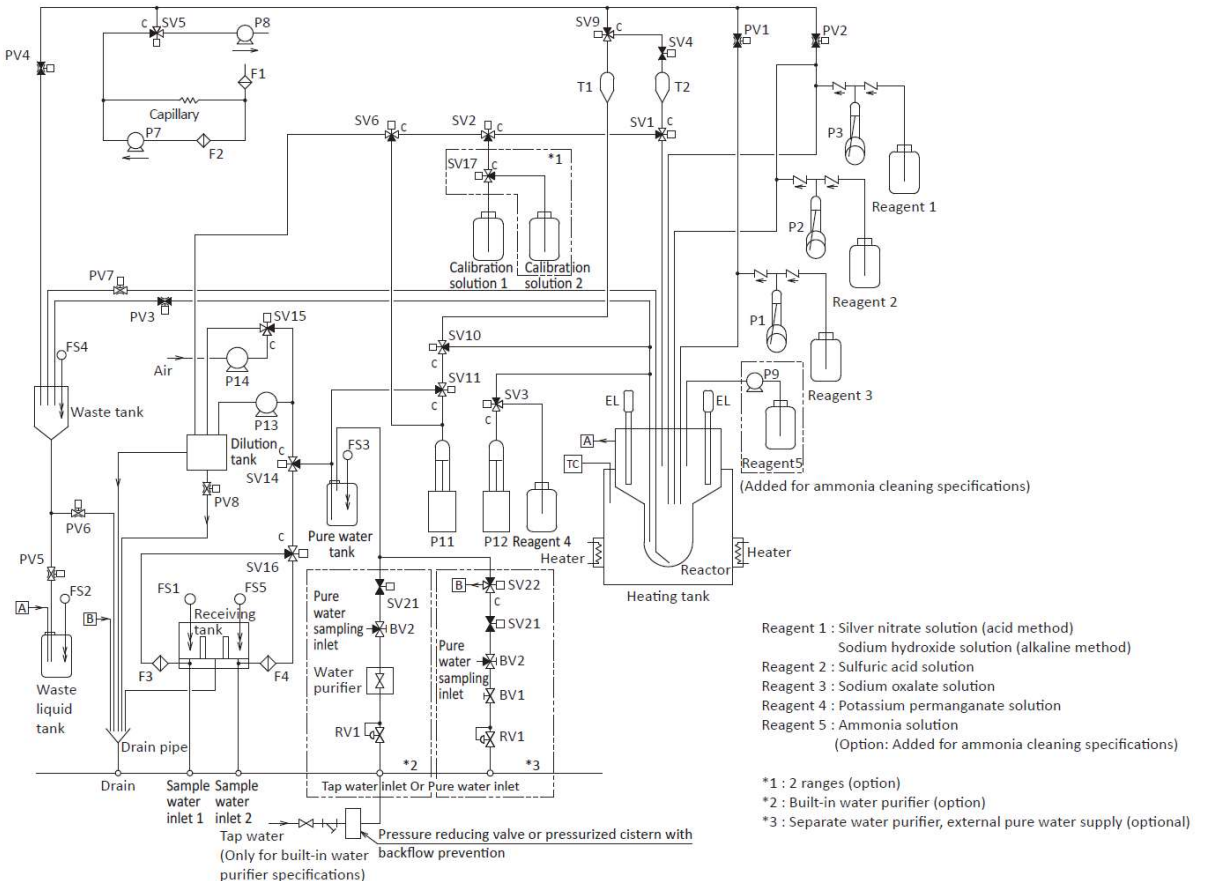 SV5
c
P8
SV9
c
PV1
PV2
PV4
SV4
F1
T1
T2
Capillary
P7
F2
SV6
c
SV2
c
SV1
c
P3
*1
SV17
c
Reagent 1
P2
Calibration
solution 1
Calibration
solution 2
PV7
Reagent 2
PV3
SV15
c
P1
FS4
SV10
c
Air
P14
SV11
c
SV3
c
P9
Reagent 3
Waste tank
P13
EL
EL
Dilution
tank
FS3
A
Reagent5
SV14
c
TC
(Added for ammonia cleaning specifications)
PV8
PV6
Pure water
tank
P11
P12
Reagent 4
c
SV16
Heater
Heater
Reactor
PV5
FS2
FS1
FS5
B
SV22
c
Heating tank
A
B
Receiving
tank
SV21
Pure
water
sampling
inlet
BV2
SV21
Pure
water
sampling
inlet
BV2
Water
purifier
BV1
F3
F4
Waste
liquid
tank
RV1
RV1
Drain pipe
*2
*3
Drain
Sample
water
inlet 1
Sample
water
inlet 2
Tap water inlet Or Pure water inlet
Tap water
(Only for built-in water
purifier specifications)
Pressure reducing valve or pressurized cistern with
backflow prevention
Reagent 1 : Silver nitrate solution (acid method)
Sodium hydroxide solution (alkaline method)
Reagent 2 : Sulfuric acid solution
Reagent 3 : Sodium oxalate solution
Reagent 4 : Potassium permanganate solution
Reagent 5 : Ammonia solution
(Option: Added for ammonia cleaning specifications)
*1 : 2 ranges (option)
*2 : Built-in water purifier (option)
*3 : Separate water purifier, external pure water supply (optional)